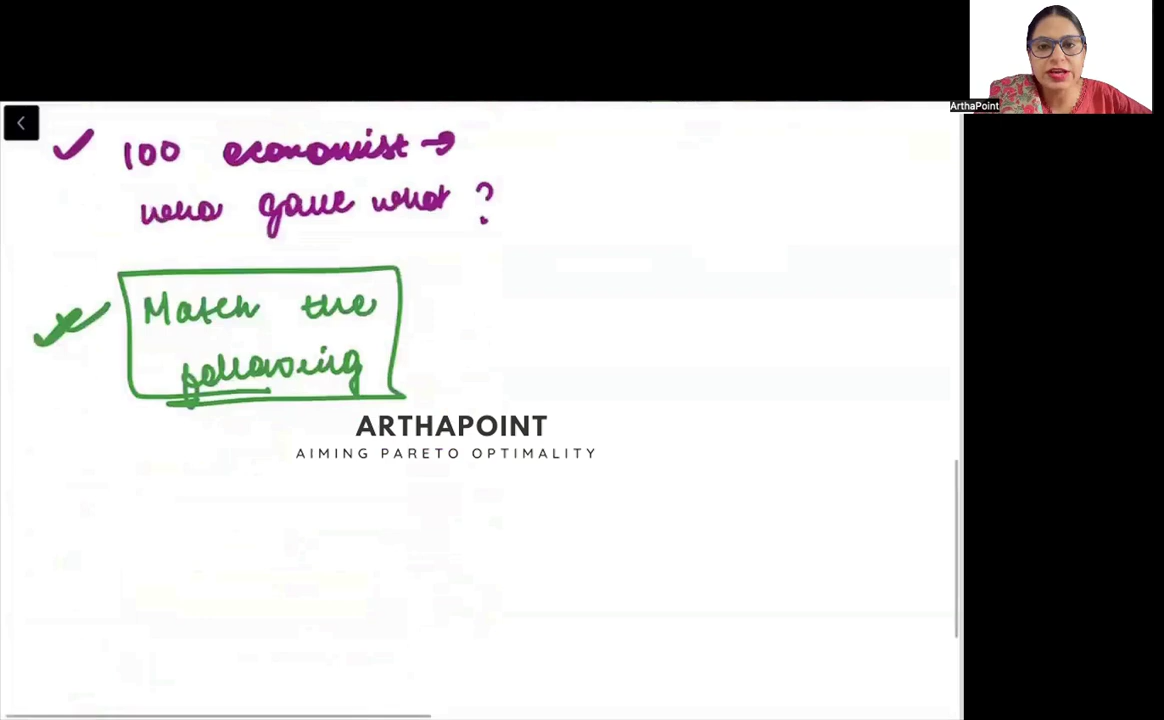 ArthaPoint
100 economist →
who gave what ?
Match the
following
ARTHAPOINT
AIMING PARETO OPTIMALITY